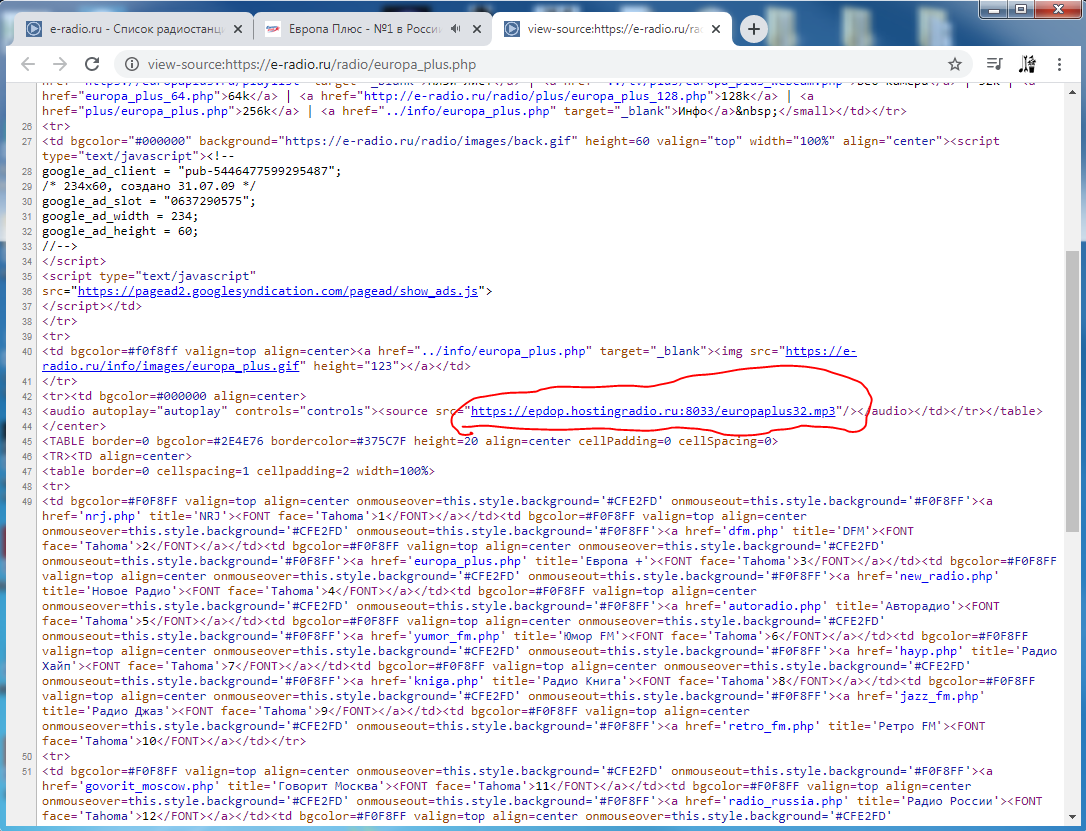 e-radio.ru - Список радиостанц
Европа Плюс - №1 в Росси
view-source:https://e-radio.ru/ra
view-source:https://e-radio.ru/radio/europa_plus.php
href="europa_plus_64.php">64k</a> | <a href="http://e-radio.ru/radio/plus/europa_plus_128.php">128k</a> | <a
href="plus/europa_plus.php">256k</a> | <a href="../info/europa_plus.php" target="_blank">Инфо</a>&nbsp;</small></td></tr>
26 <tr>
27 <td bgcolor="#000000" background="https://e-radio.ru/radio/images/back.gif" height=60 valign="top" width="100%" align="center"><script
type="text/javascript"><!--
28 google_ad_client = "pub-5446477599295487";
29 /* 234x60, создано 31.07.09 */
30 google_ad_slot = "0637290575";
31 google_ad_width = 234;
32 google_ad_height = 60;
33 //-->
34 </script>
35 <script type="text/javascript"
36 src="https://pagead2.googlesyndication.com/pagead/show_ads.js">
37 </script></td>
38 </tr>
39 <tr>
40 <td bgcolor=#f0f8ff valign=top align=center><a href="../info/europa_plus.php" target="_blank"><img src="https://e-
radio.ru/info/images/europa_plus.gif" height="123"></a></td>
41 </tr>
42 <tr><td bgcolor=#000000 align=center>
43 <audio autoplay="autoplay" controls="controls"><source src="https://epdop.hostingradio.ru:8033/europaplus32.mp3"/></audio></td></tr></table>
44 </center>
45 <TABLE border=0 bgcolor=#2E4E76 bordercolor=#375C7F height=20 align=center cellPadding=0 cellSpacing=0>
46 <TR><TD align=center>
47 <table border=0 cellspacing=1 cellpadding=2 width=100%>
48 <tr>
49 <td bgcolor=#F0F8FF valign=top align=center onmouseover=this.style.background='#CFE2FD' onmouseout=this.style.background='#F0F8FF'><a
href='nrj.php' title='NRJ'><FONT face='Tahoma'>1</FONT></a></td><td bgcolor=#F0F8FF valign=top align=center
onmouseover=this.style.background='#CFE2FD' onmouseout=this.style.background='#F0F8FF'><a href='dfm.php' title='DFM'><FONT
face='Tahoma'>2</FONT></a></td><td bgcolor=#F0F8FF valign=top align=center onmouseover=this.style.background='#CFE2FD'
onmouseout=this.style.background='#F0F8FF'><a href='europa_plus.php' title='Европа +'><FONT face='Tahoma'>3</FONT></a></td><td bgcolor=#F0F8FF
valign=top align=center onmouseover=this.style.background='#CFE2FD' onmouseout=this.style.background='#F0F8FF'><a href='new_radio.php'
title='Новое Радио'><FONT face='Tahoma'>4</FONT></a></td><td bgcolor=#F0F8FF valign=top align=center
onmouseover=this.style.background='#CFE2FD' onmouseout=this.style.background='#F0F8FF'><a href='autoradio.php' title='Авторадио'><FONT
face='Tahoma'>5</FONT></a></td><td bgcolor=#F0F8FF valign=top align=center onmouseover=this.style.background='#CFE2FD'
onmouseout=this.style.background='#F0F8FF'><a href='yumor_fm.php' title='Юмор FM'><FONT face='Tahoma'>6</FONT></a></td><td bgcolor=#F0F8FF
valign=top align=center onmouseover=this.style.background='#CFE2FD' onmouseout=this.style.background='#F0F8FF'><a href='hayp.php' title='Радио
Хайп'><FONT face='Tahoma'>7</FONT></a></td><td bgcolor=#F0F8FF valign=top align=center onmouseover=this.style.background='#CFE2FD'
onmouseout=this.style.background='#F0F8FF'><a href='kniga.php' title='Радио Книга'><FONT face='Tahoma'>8</FONT></a></td><td bgcolor=#F0F8FF
valign=top align=center onmouseover=this.style.background='#CFE2FD' onmouseout=this.style.background='#F0F8FF'><a href='jazz_fm.php'
title='Радио Джаз'><FONT face='Tahoma'>9</FONT></a></td><td bgcolor=#F0F8FF valign=top align=center
onmouseover=this.style.background='#CFE2FD' onmouseout=this.style.background='#F0F8FF'><a href='retro_fm.php' title='Ретро FM'><FONT
face='Tahoma'>10</FONT></a></td></tr>
50 <tr>
51 <td bgcolor=#F0F8FF valign=top align=center onmouseover=this.style.background='#CFE2FD' onmouseout=this.style.background='#F0F8FF'><a
href='govorit_moscow.php' title='Говорит Москва'><FONT face='Tahoma'>11</FONT></a></td><td bgcolor=#F0F8FF valign=top align=center
onmouseover=this.style.background='#CFE2FD' onmouseout=this.style.background='#F0F8FF'><a href='radio_russia.php' title='Радио России'><FONT
face='Tahoma'>12</FONT></a></td><td bgcolor=#F0F8FF valign=top align=center onmouseover=this.style.background='#CFE2FD'